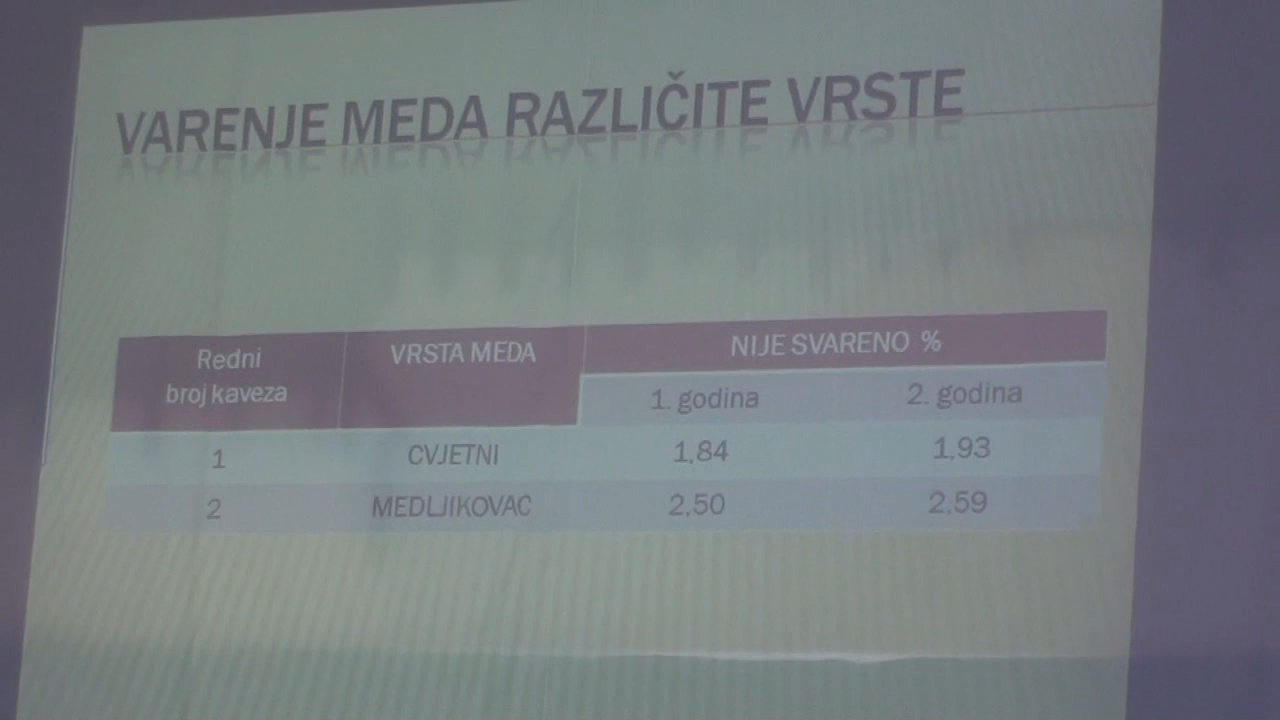 VARENJE MEDA RAZLIČITE VRSTE
Redni broj kaveza VRSTA MEDA NIJE SVARENO %
1. godina 2. godina
1 CVJETNI 1,84 1,93
2 MEDLJIKOVAC 2,50 2,59